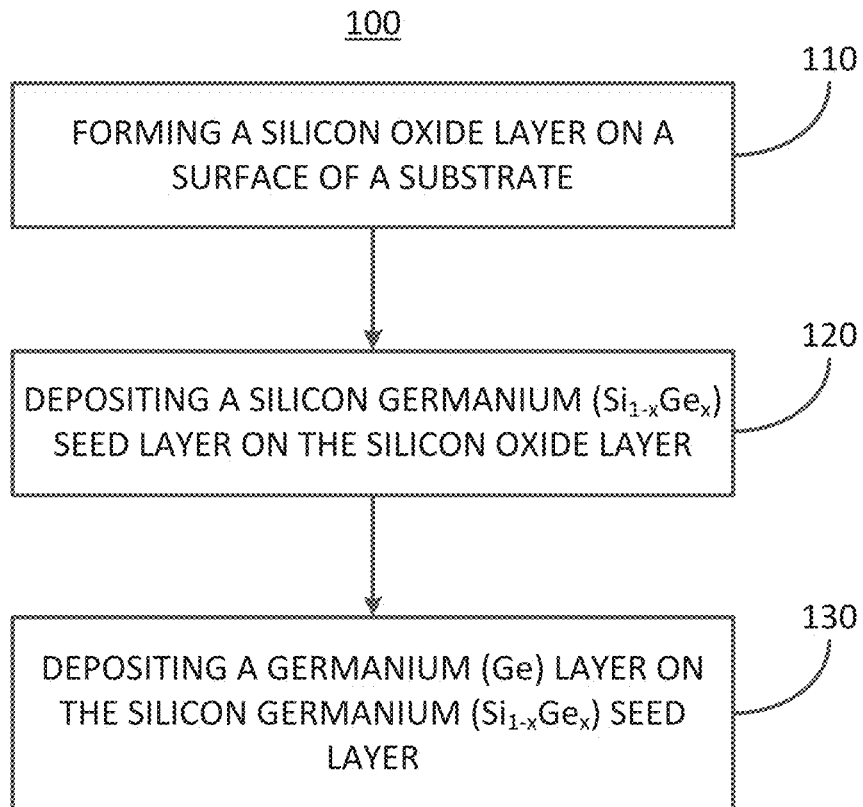 100
110
FORMING A SILICON OXIDE LAYER ON A
SURFACE OF A SUBSTRATE
120
DEPOSITING A SILICON GERMANIUM (Si₁₋ₓGeₓ)
SEED LAYER ON THE SILICON OXIDE LAYER
130
DEPOSITING A GERMANIUM (Ge) LAYER ON
THE SILICON GERMANIUM (Si₁₋ₓGeₓ) SEED
LAYER